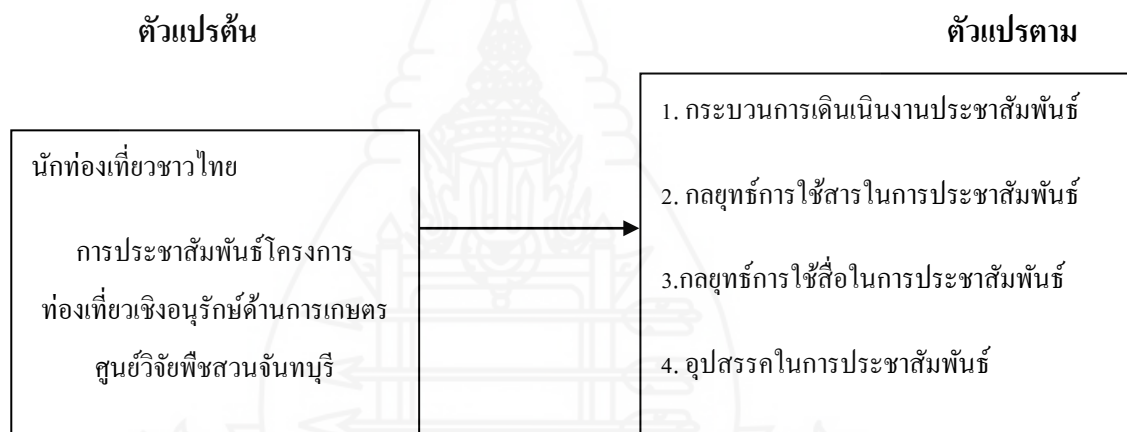 ตัวแปรต้น
ตัวแปรตาม
นักท่องเที่ยวชาวไทย
การประชาสัมพันธ์โครงการ
ท่องเที่ยวเชิงอนุรักษ์ด้านการเกษตร
ศูนย์วิจัยพืชสวนจันทบุรี
1. กระบวนการเดินเนินงานประชาสัมพันธ์
2. กลยุทธ์การใช้สารในการประชาสัมพันธ์
3.กลยุทธ์การใช้สื่อในการประชาสัมพันธ์
4. อุปสรรคในการประชาสัมพันธ์